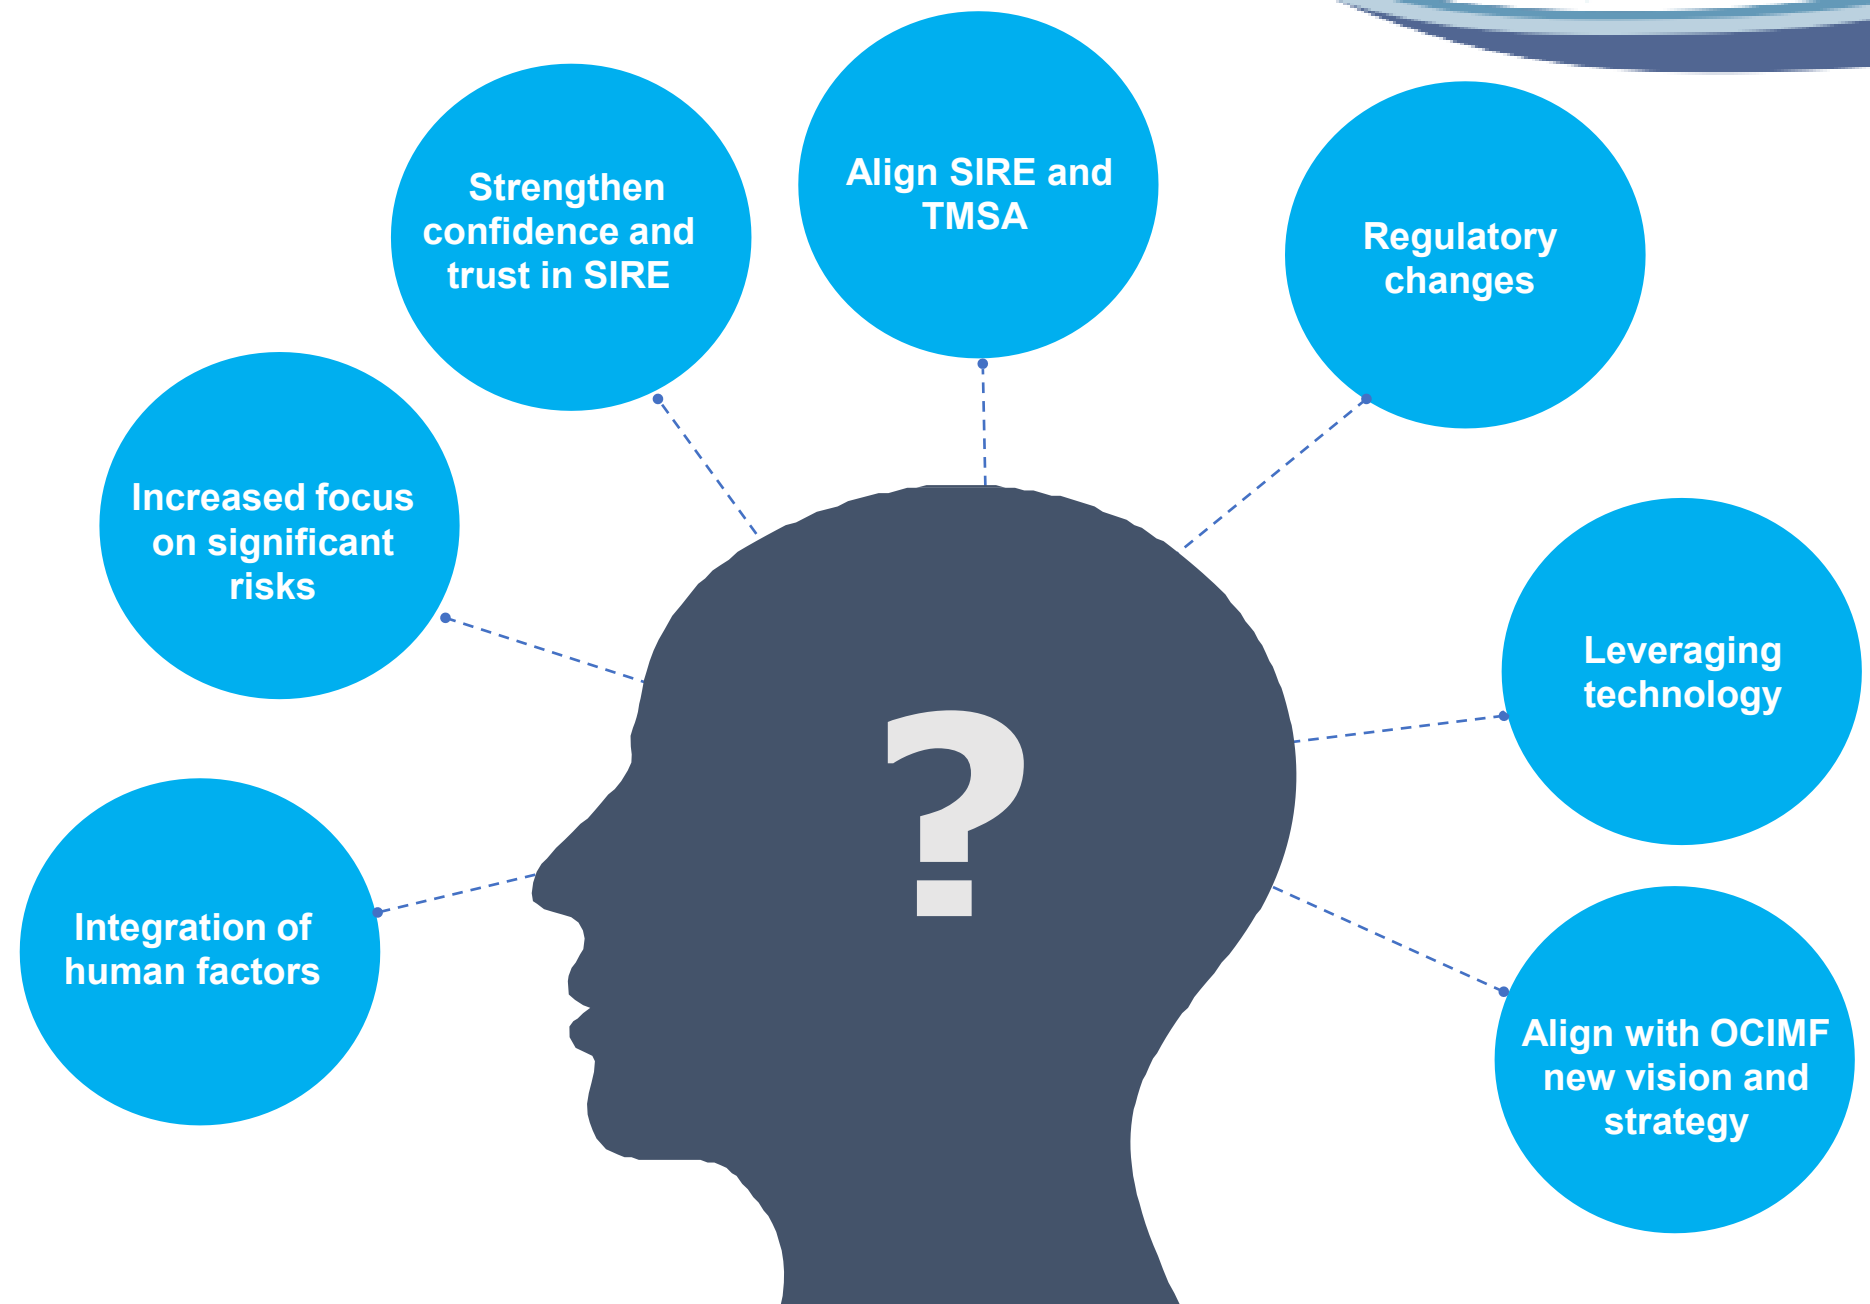 Strengthen
confidence and
trust in SIRE
Align SIRE and
TMSA
Regulatory
changes
Increased focus
on significant
risks
Leveraging
technology
?
Integration of
human factors
Align with OCIMF
new vision and
strategy